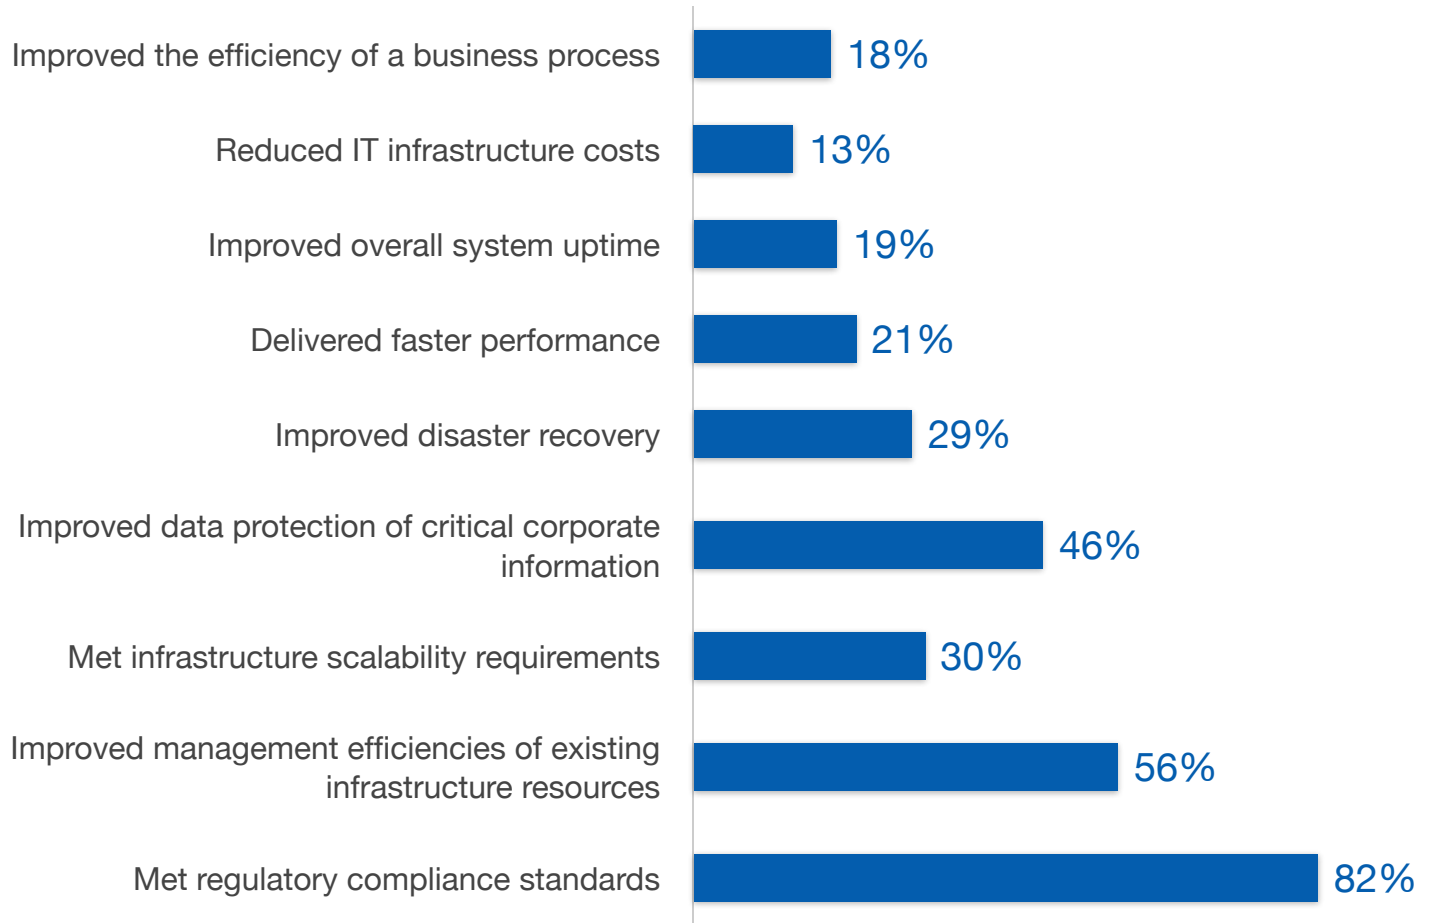 Improved the efficiency of a business process
18%
Reduced IT infrastructure costs
13%
Improved overall system uptime
19%
Delivered faster performance
21%
Improved disaster recovery
29%
Improved data protection of critical corporate
information
46%
Met infrastructure scalability requirements
30%
Improved management efficiencies of existing
infrastructure resources
56%
Met regulatory compliance standards
82%